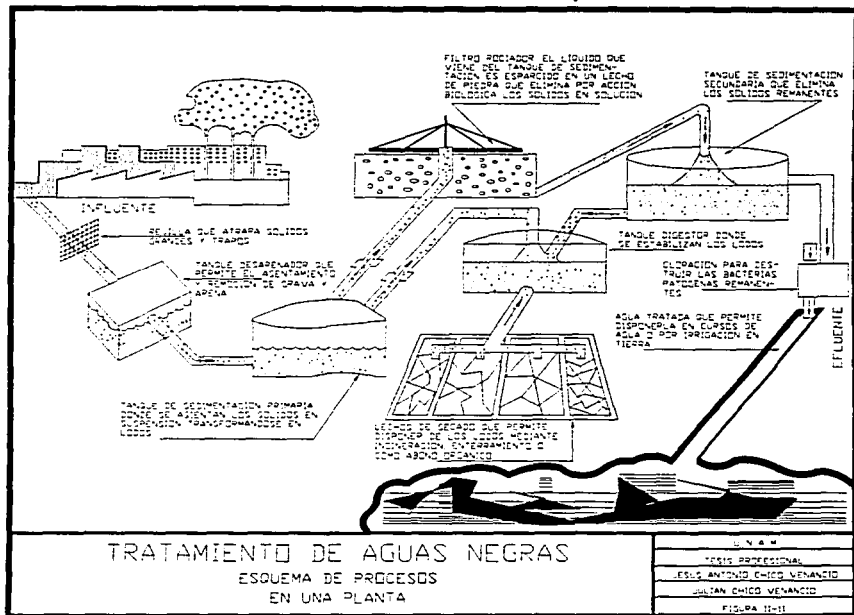 FILTRO ROCIADOR EL LIQUIDO QUE
VIENE DEL TANQUE DE SEDIMEN-
TACION ES ESPARCIDO EN UN LECHO
DE PIEDRA QUE ELIMINA POR ACCION
BIOLOGICA LOS SOLIDOS EN SOLUCION
TANQUE DE SEDIMENTACION
SECUNDARIA QUE ELIMINA
LOS SOLIDOS REMANENTES
INFLUENTE
REJILLA QUE ATRAPA SOLIDOS
GRANDES Y TRAPOS
TANQUE DESARENADOR QUE
PERMITE EL ASENTAMIENTO
Y REMOCION DE GRAVA Y
ARENA
TANQUE DIGESTOR DONDE
SE ESTABILIZAN LOS LODOS
CLORACION PARA DES-
TRUIR LAS BACTERIAS
PATOGENAS REMANEN-
TES
AGUA TRATADA QUE PERMITE
DISPONERLA EN CURSOS DE
AGUA O POR IRRIGACION EN
TIERRA
EFLUENTE
TANQUE DE SEDIMENTACION PRIMARIA
DONDE SE ASIENTAN LOS SOLIDOS EN
SUSPENSION TRANSFORMANDOSE EN
LODOS
LECHOS DE SECADO QUE PERMITE
DISPONER DE LOS LODOS MEDIANTE
INCINERACION, ENTERRAMIENTO O
COMO ABONO ORGANICO
TRATAMIENTO DE AGUAS NEGRAS
ESQUEMA DE PROCESOS
EN UNA PLANTA
U N A M
TESIS PROFESIONAL
JESUS ANTONIO CHICO VENANCIO
JULIAN CHICO VENANCIO
FIGURA II-11